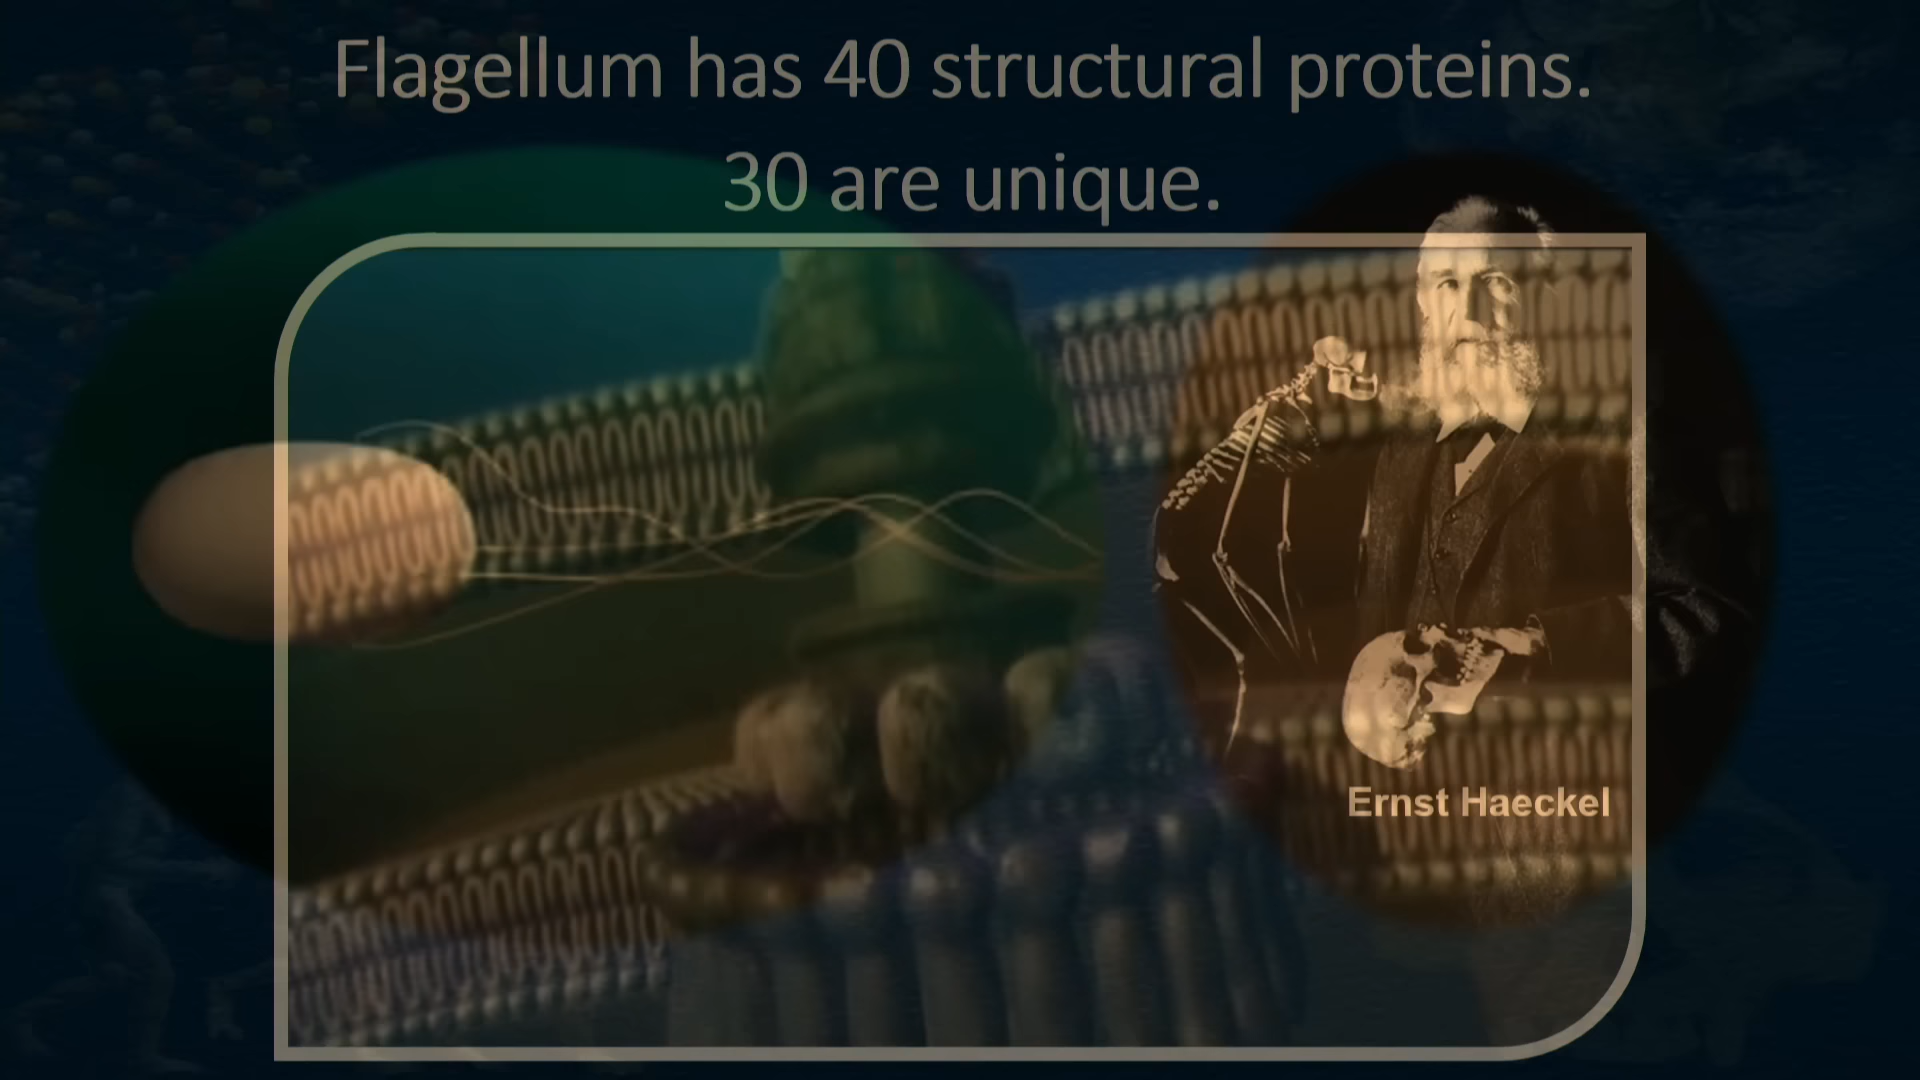 Flagellum has 40 structural proteins.
30 are unique.
Ernst Haeckel